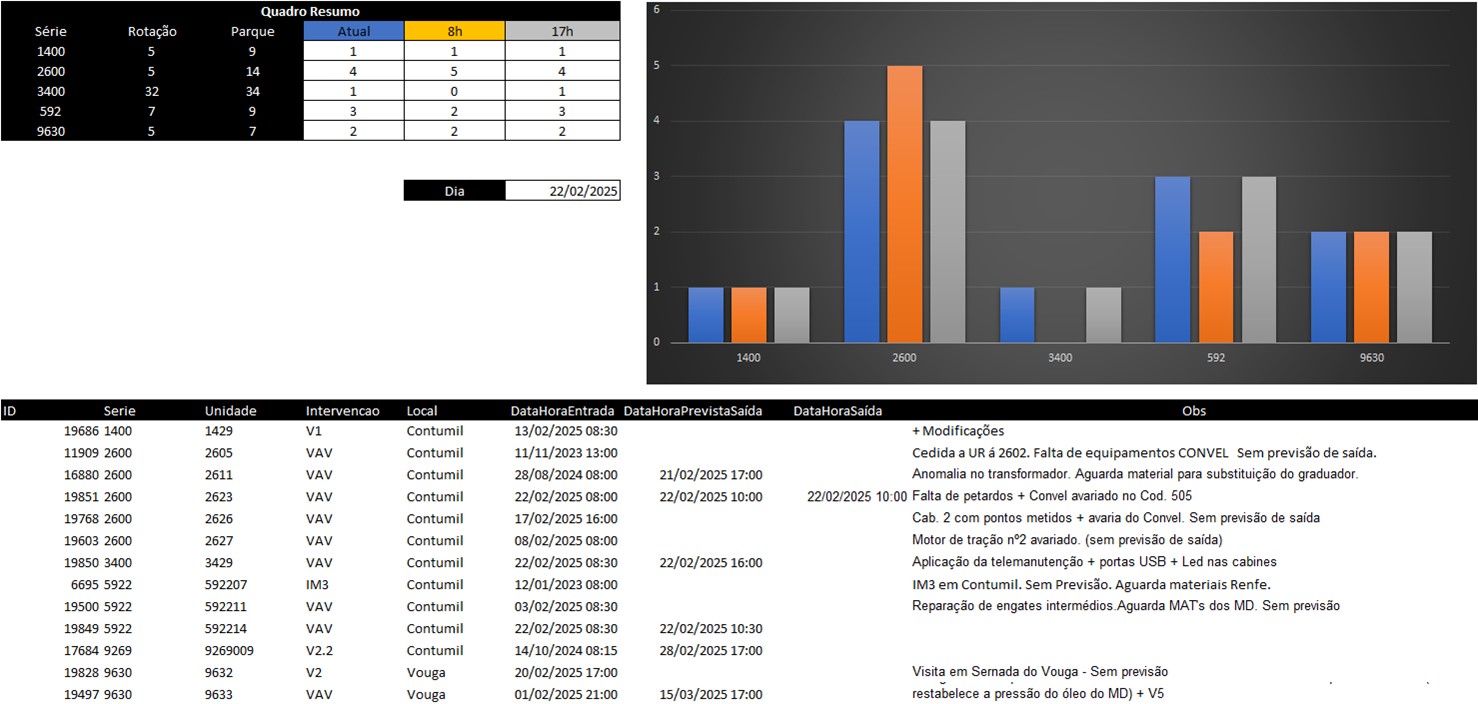 Quadro Resumo
Série Rotação Parque Atual 8h 17h
1400 5 9 1 1 1
2600 5 14 4 5 4
3400 32 34 1 0 1
592 7 9 3 2 3
9630 5 7 2 2 2
Dia 22/02/2025
6
5
4
3
2
1
0
1400 2600 3400 592 9630
ID Serie Unidade Intervencao Local DataHoraEntrada DataHoraPrevistaSaída DataHoraSaída Obs
19686 1400 1429 V1 Contumil 13/02/2025 08:30 + Modificações
11909 2600 2605 VAV Contumil 11/11/2023 13:00 Cedida a UR á 2602. Falta de equipamentos CONVEL Sem previsão de saída.
16880 2600 2611 VAV Contumil 28/08/2024 08:00 21/02/2025 17:00 Anomalia no transformador. Aguarda material para substituição do graduador.
19851 2600 2623 VAV Contumil 22/02/2025 08:00 22/02/2025 10:00 22/02/2025 10:00 Falta de petardos + Convel avariado no Cod. 505
19768 2600 2626 VAV Contumil 17/02/2025 16:00 Cab. 2 com pontos metidos + avaria do Convel. Sem previsão de saída
19603 2600 2627 VAV Contumil 08/02/2025 08:00 Motor de tração nº2 avariado. (sem previsão de saída)
19850 3400 3429 VAV Contumil 22/02/2025 08:30 22/02/2025 16:00 Aplicação da telemanutenção + portas USB + Led nas cabines
6695 5922 592207 IM3 Contumil 12/01/2023 08:00 IM3 em Contumil. Sem Previsão. Aguarda materiais Renfe.
19500 5922 592211 VAV Contumil 03/02/2025 08:30 Reparação de engates intermédios.Aguarda MAT's dos MD. Sem previsão
19849 5922 592214 VAV Contumil 22/02/2025 08:30 22/02/2025 10:30
17684 9269 9269009 V2.2 Contumil 14/10/2024 08:15 28/02/2025 17:00
19828 9630 9632 V2 Vouga 20/02/2025 17:00 Visita em Sernada do Vouga - Sem previsão
19497 9630 9633 VAV Vouga 01/02/2025 21:00 15/03/2025 17:00 restabelece a pressão do óleo do MD) + V5